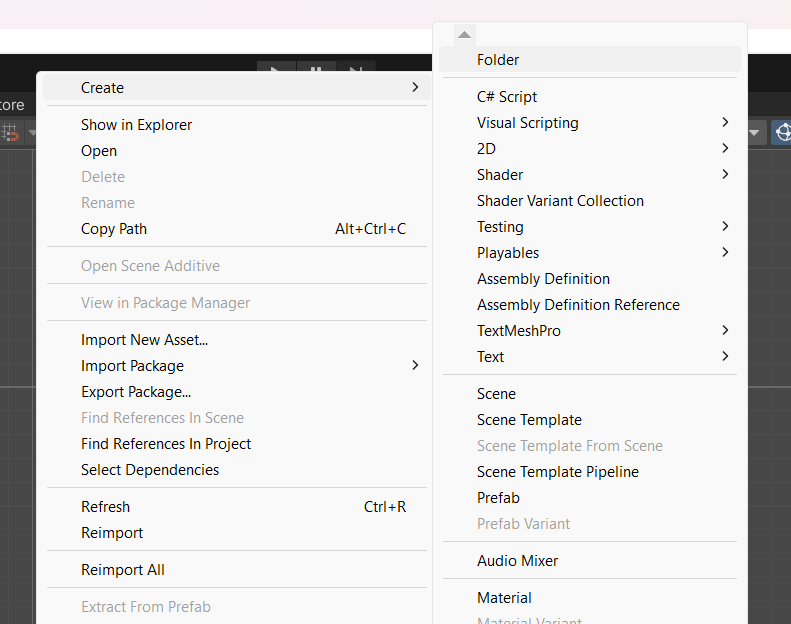 Folder
Create
tore
C# Script
Show in Explorer
Visual Scripting
Open
2D
Delete
Shader
Rename
Shader Variant Collection
Copy Path Alt+Ctrl+C
Testing
Playables
Open Scene Additive
Assembly Definition
View in Package Manager
Assembly Definition Reference
TextMeshPro
Import New Asset...
Text
Import Package
Export Package...
Scene
Find References In Scene
Scene Template
Find References In Project
Scene Template From Scene
Select Dependencies
Scene Template Pipeline
Prefab
Refresh Ctrl+R
Prefab Variant
Reimport
Audio Mixer
Reimport All
Material
Extract From Prefab
Material Variant